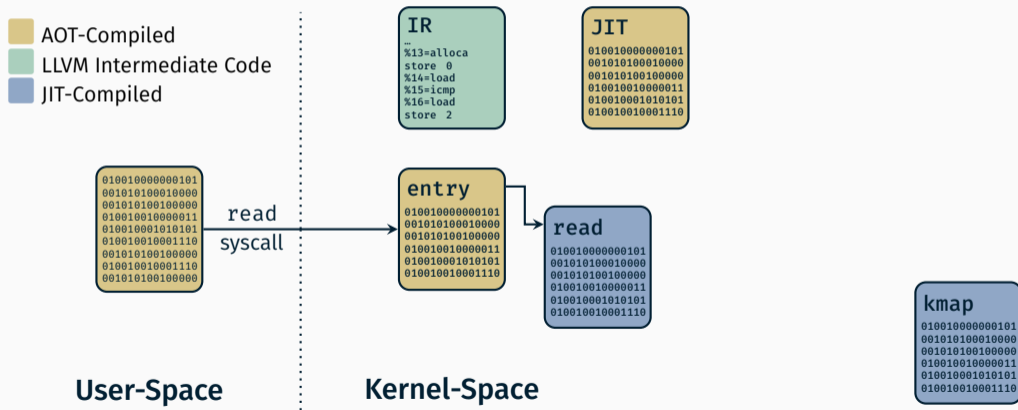 AOT-Compiled
LLVM Intermediate Code
JIT-Compiled
IR
…
%13=alloca
store 0
%14=load
%15=icmp
%16=load
store 2
JIT
010010000000101
001010100010000
001010100100000
010010010000011
010010001010101
010010010001110
010010000000101
001010100010000
001010100100000
010010010000011
010010001010101
010010010001110
001010100100000
010010010001110
001010100100000
read
syscall
entry
010010000000101
001010100010000
001010100100000
010010010000011
010010001010101
010010010001110
read
010010000000101
001010100010000
001010100100000
010010010000011
010010001010101
010010010001110
kmap
010010000000101
001010100010000
001010100100000
010010010000011
010010001010101
010010010001110
User-Space
Kernel-Space